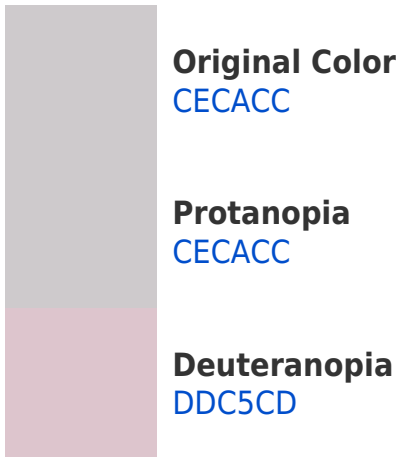 Original Color
CECACC
Protanopia
CECACC
Deuteranopia
DDC5CD